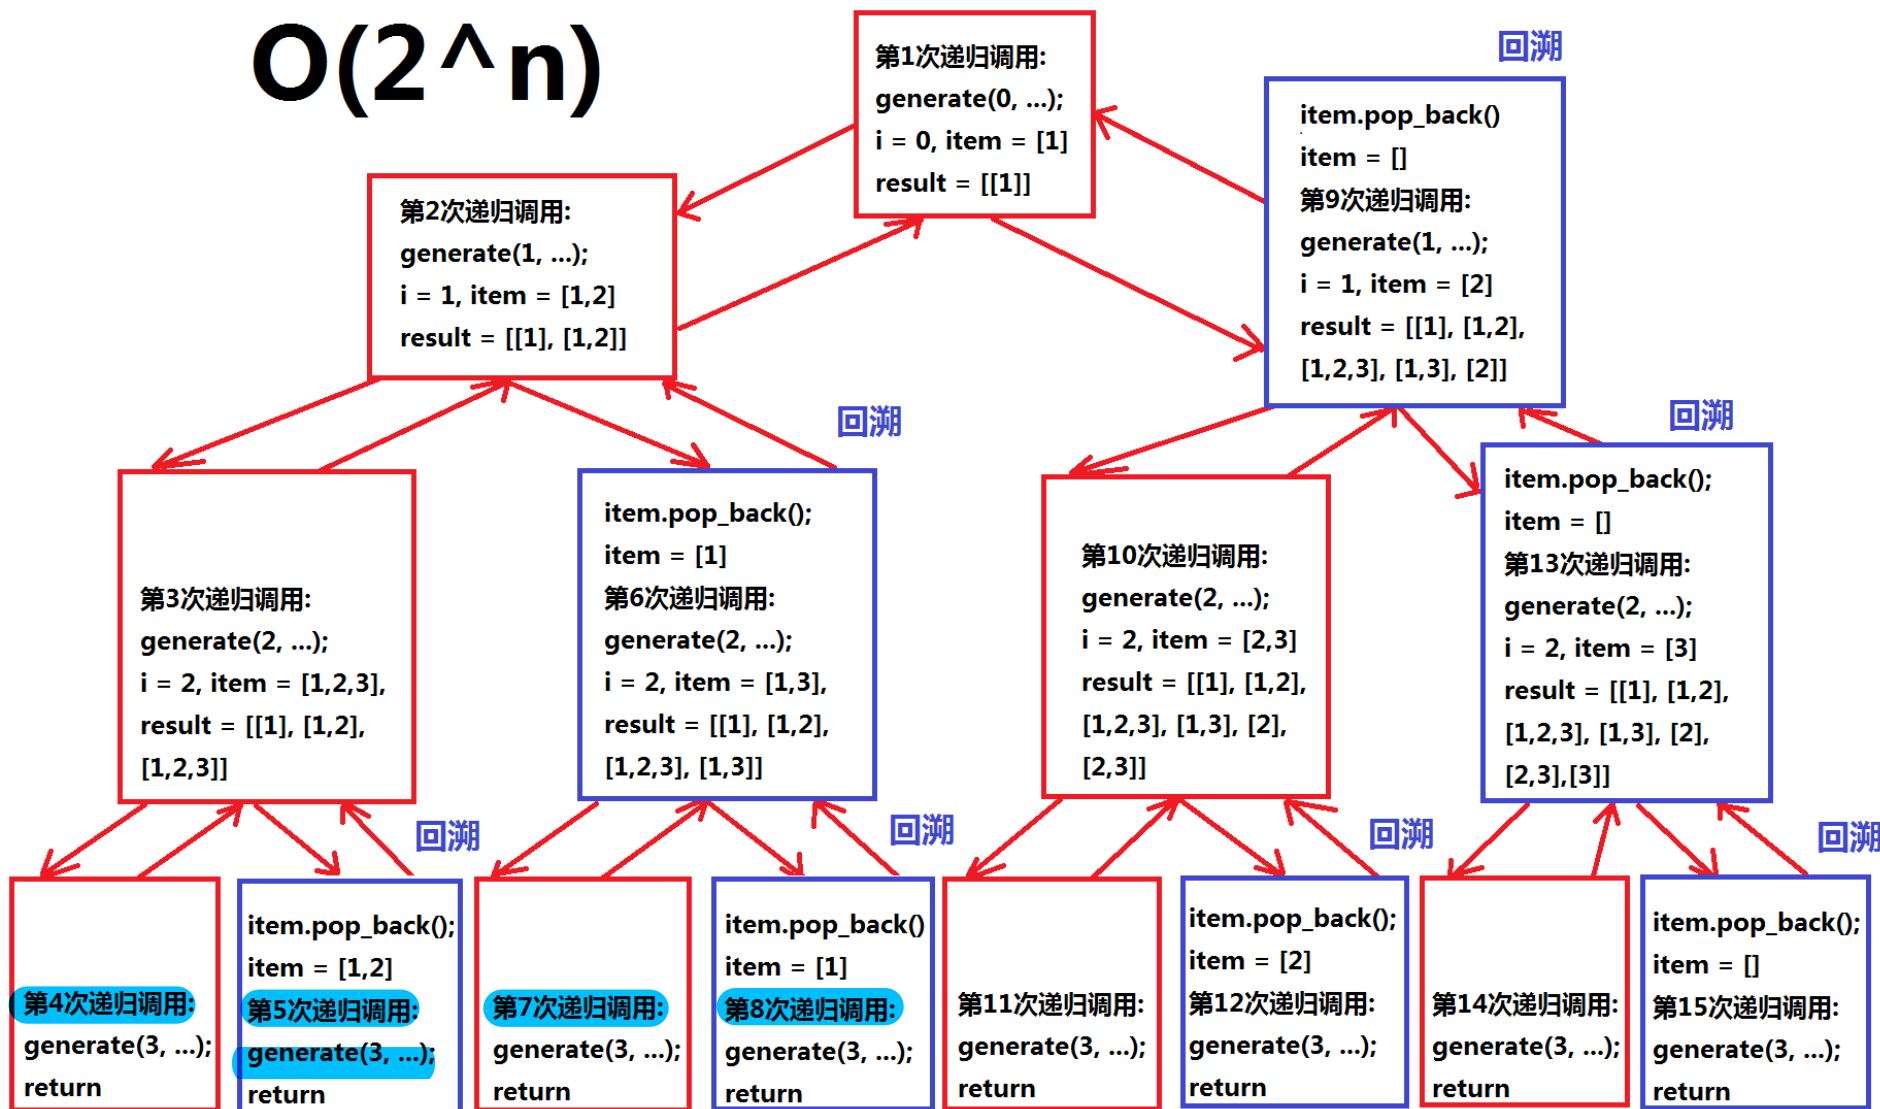 O(2^n)
第1次递归调用:
generate(0, ...);
i = 0, item = [1]
result = [[1]]
回溯
item.pop_back()
item = []
第9次递归调用:
generate(1, ...);
i = 1, item = [2]
result = [[1], [1,2],
[1,2,3], [1,3], [2]]
第2次递归调用:
generate(1, ...);
i = 1, item = [1,2]
result = [[1], [1,2]]
回溯
回溯
第3次递归调用:
generate(2, ...);
i = 2, item = [1,2,3],
result = [[1], [1,2],
[1,2,3]]
item.pop_back();
item = [1]
第6次递归调用:
generate(2, ...);
i = 2, item = [1,3],
result = [[1], [1,2],
[1,2,3], [1,3]]
第10次递归调用:
generate(2, ...);
i = 2, item = [2,3]
result = [[1], [1,2],
[1,2,3], [1,3], [2],
[2,3]]
item.pop_back();
item = []
第13次递归调用:
generate(2, ...);
i = 2, item = [3]
result = [[1], [1,2],
[1,2,3], [1,3], [2],
[2,3],[3]]
回溯
回溯
回溯
回溯
第4次递归调用:
generate(3, ...);
return
item.pop_back();
item = [1,2]
第5次递归调用:
generate(3, ...);
return
第7次递归调用:
generate(3, ...);
return
item.pop_back()
item = [1]
第8次递归调用:
generate(3, ...);
return
第11次递归调用:
generate(3, ...);
return
item.pop_back();
item = [2]
第12次递归调用:
generate(3, ...);
return
第14次递归调用:
generate(3, ...);
return
item.pop_back();
item = []
第15次递归调用:
generate(3, ...);
return